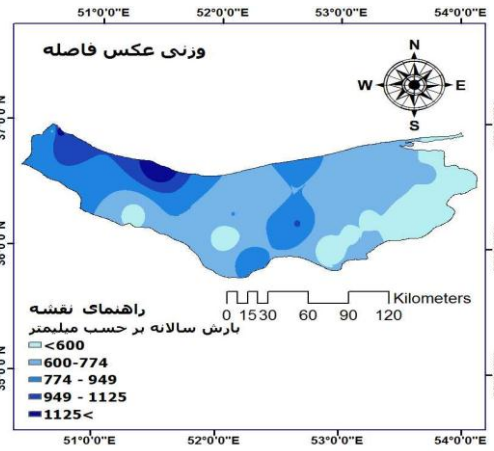 51°0'0"E 52°0'0"E 53°0'0"E 54°0'0"E
وزنی عکس فاصله
N
W E
S
Kilometers
0 15 30 60 90 120
راهنمای نقشه
بارش سالانه بر حسب میلیمتر
<600
600-774
774 - 949
949 - 1125
1125<
51°0'0"E 52°0'0"E 53°0'0"E 54°0'0"E